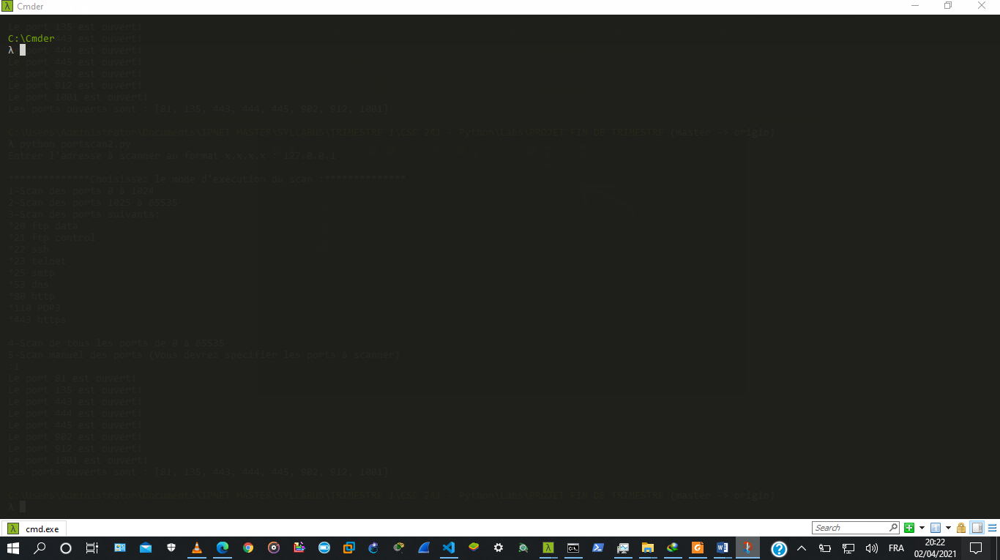 Cmder
Le port 135 est ouvert!
C:\Cmder 443 est ouvert!
λ port 444 est ouvert!
Le port 445 est ouvert!
Le port 902 est ouvert!
Le port 912 est ouvert!
Le port 1001 est ouvert!
Les ports ouverts sont : [81, 135, 443, 444, 445, 902, 912, 1001]
C:\Users\Administrator\Documents\IPNET MASTER\SYLLABUS\TRIMESTRE 1\CSC - Python\Labs\PROJET FIN DE TRIMESTRE (master -> origin)
λ python portscan2.py
Entrer l'adresse à scanner au format x.x.x.x : 127.0.0.1
**************Choisissez le mode d'exécution du scan :**************
1-Scan des ports 0 à 1024
2-Scan des ports 1025 à 65535
3-Scan des ports suivants:
*20 ftp data
*21 ftp control
*22 ssh
*23 telnet
*25 smtp
*53 dns
*80 http
*110 POP3
*443 https
4-Scan de tous les ports de 0 à 65535
5-Scan manuel des ports (Vous devrez spécifier les ports à scanner)
:1
Le port 81 est ouvert!
Le port 135 est ouvert!
Le port 443 est ouvert!
Le port 444 est ouvert!
Le port 445 est ouvert!
Le port 902 est ouvert!
Le port 912 est ouvert!
Le port 1001 est ouvert!
Les ports ouverts sont : [81, 135, 443, 444, 445, 902, 912, 1001]
C:\Users\Administrator\Documents\IPNET MASTER\SYLLABUS\TRIMESTRE 1\CSC - Python\Labs\PROJET FIN DE TRIMESTRE (master -> origin)
λ
cmd.exe
Search
FRA
20:22
02/04/2021